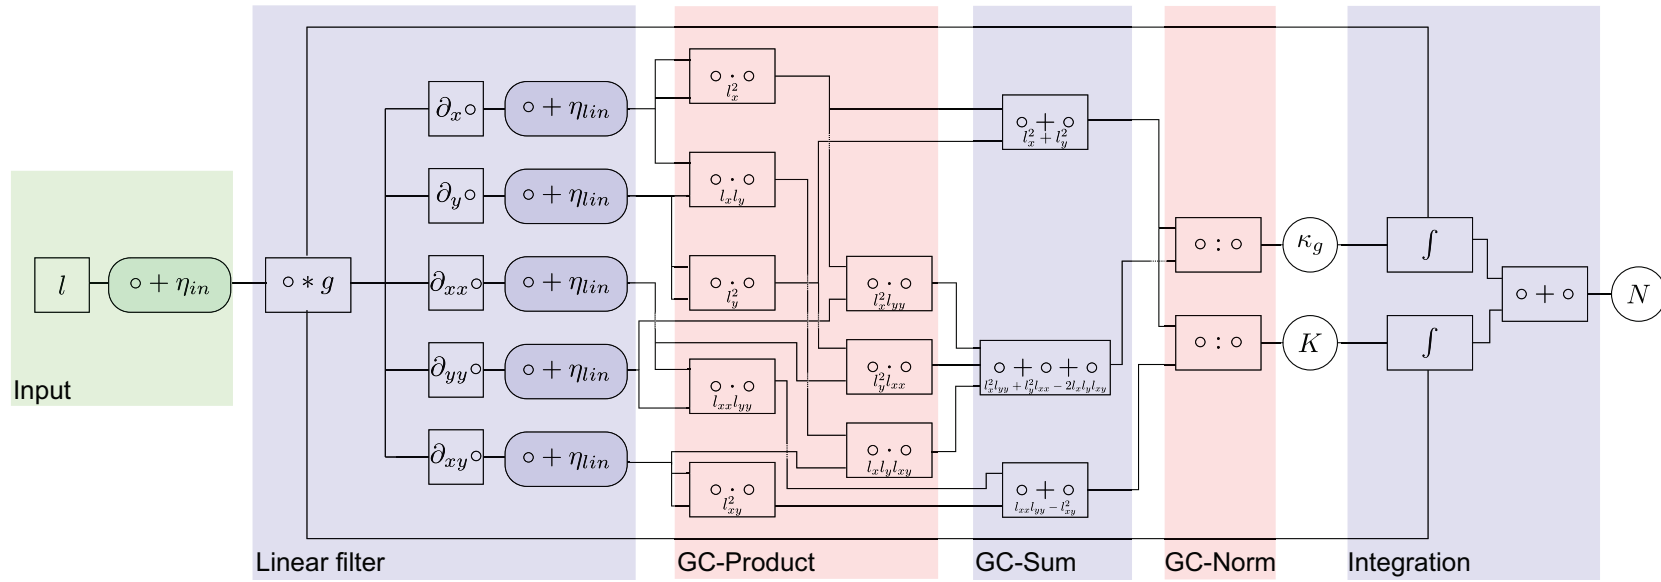 l
∘ + η_in
Input
∘ * g
∂_x∘
∘ + η_lin
∂_y∘
∘ + η_lin
∂_xx∘
∘ + η_lin
∂_yy∘
∘ + η_lin
∂_xy∘
∘ + η_lin
Linear filter
∘ · ∘
l_x^2
∘ · ∘
l_x l_y
∘ · ∘
l_y^2
∘ · ∘
l_xx l_yy
∘ · ∘
l_xy^2
∘ · ∘
l_x^2 l_yy
∘ · ∘
l_y^2 l_xx
∘ · ∘
l_x l_y l_xy
GC-Product
∘ + ∘
l_x^2 + l_y^2
∘ + ∘ + ∘
l_x^2 l_yy + l_y^2 l_xx - 2l_x l_y l_xy
∘ + ∘
l_xx l_yy - l_xy^2
GC-Sum
∘ : ∘
∘ : ∘
GC-Norm
κ_g
K
∫
∫
∘ + ∘
Integration
N